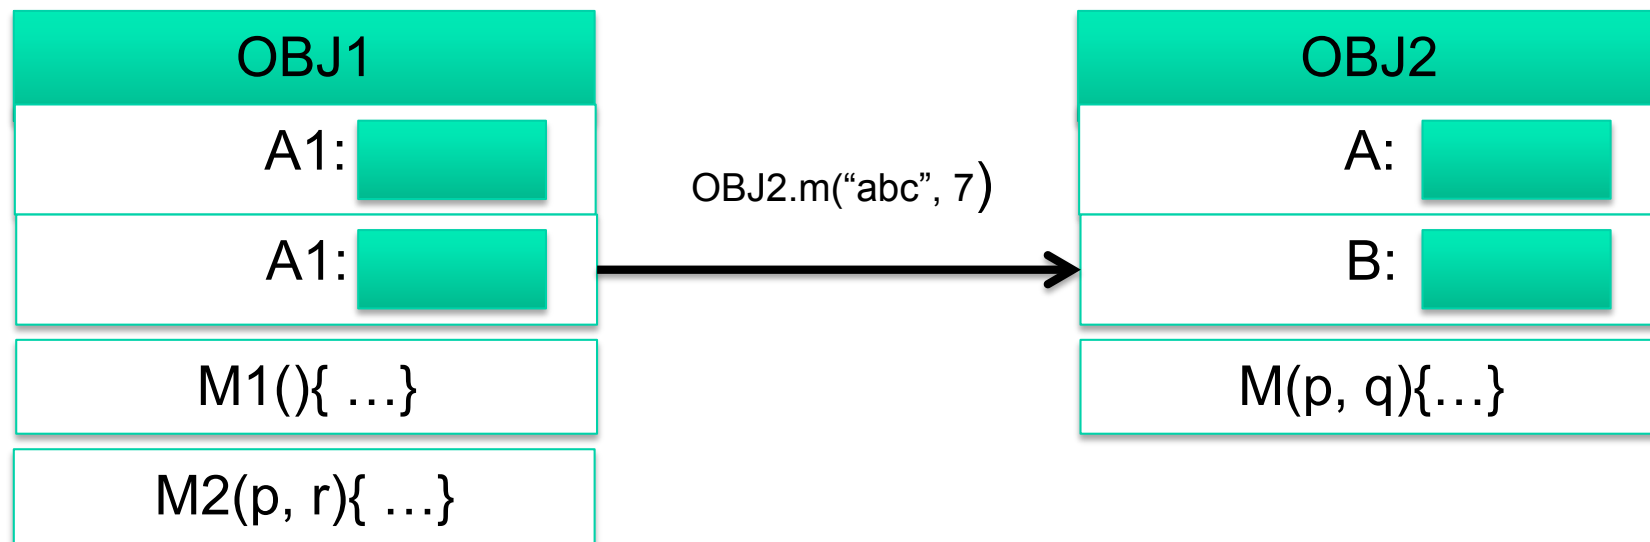 OBJ1
A1:
A1:
M1(){ …}
M2(p, r){ …}
OBJ2.m(“abc”, 7)
OBJ2
A:
B:
M(p, q){…}